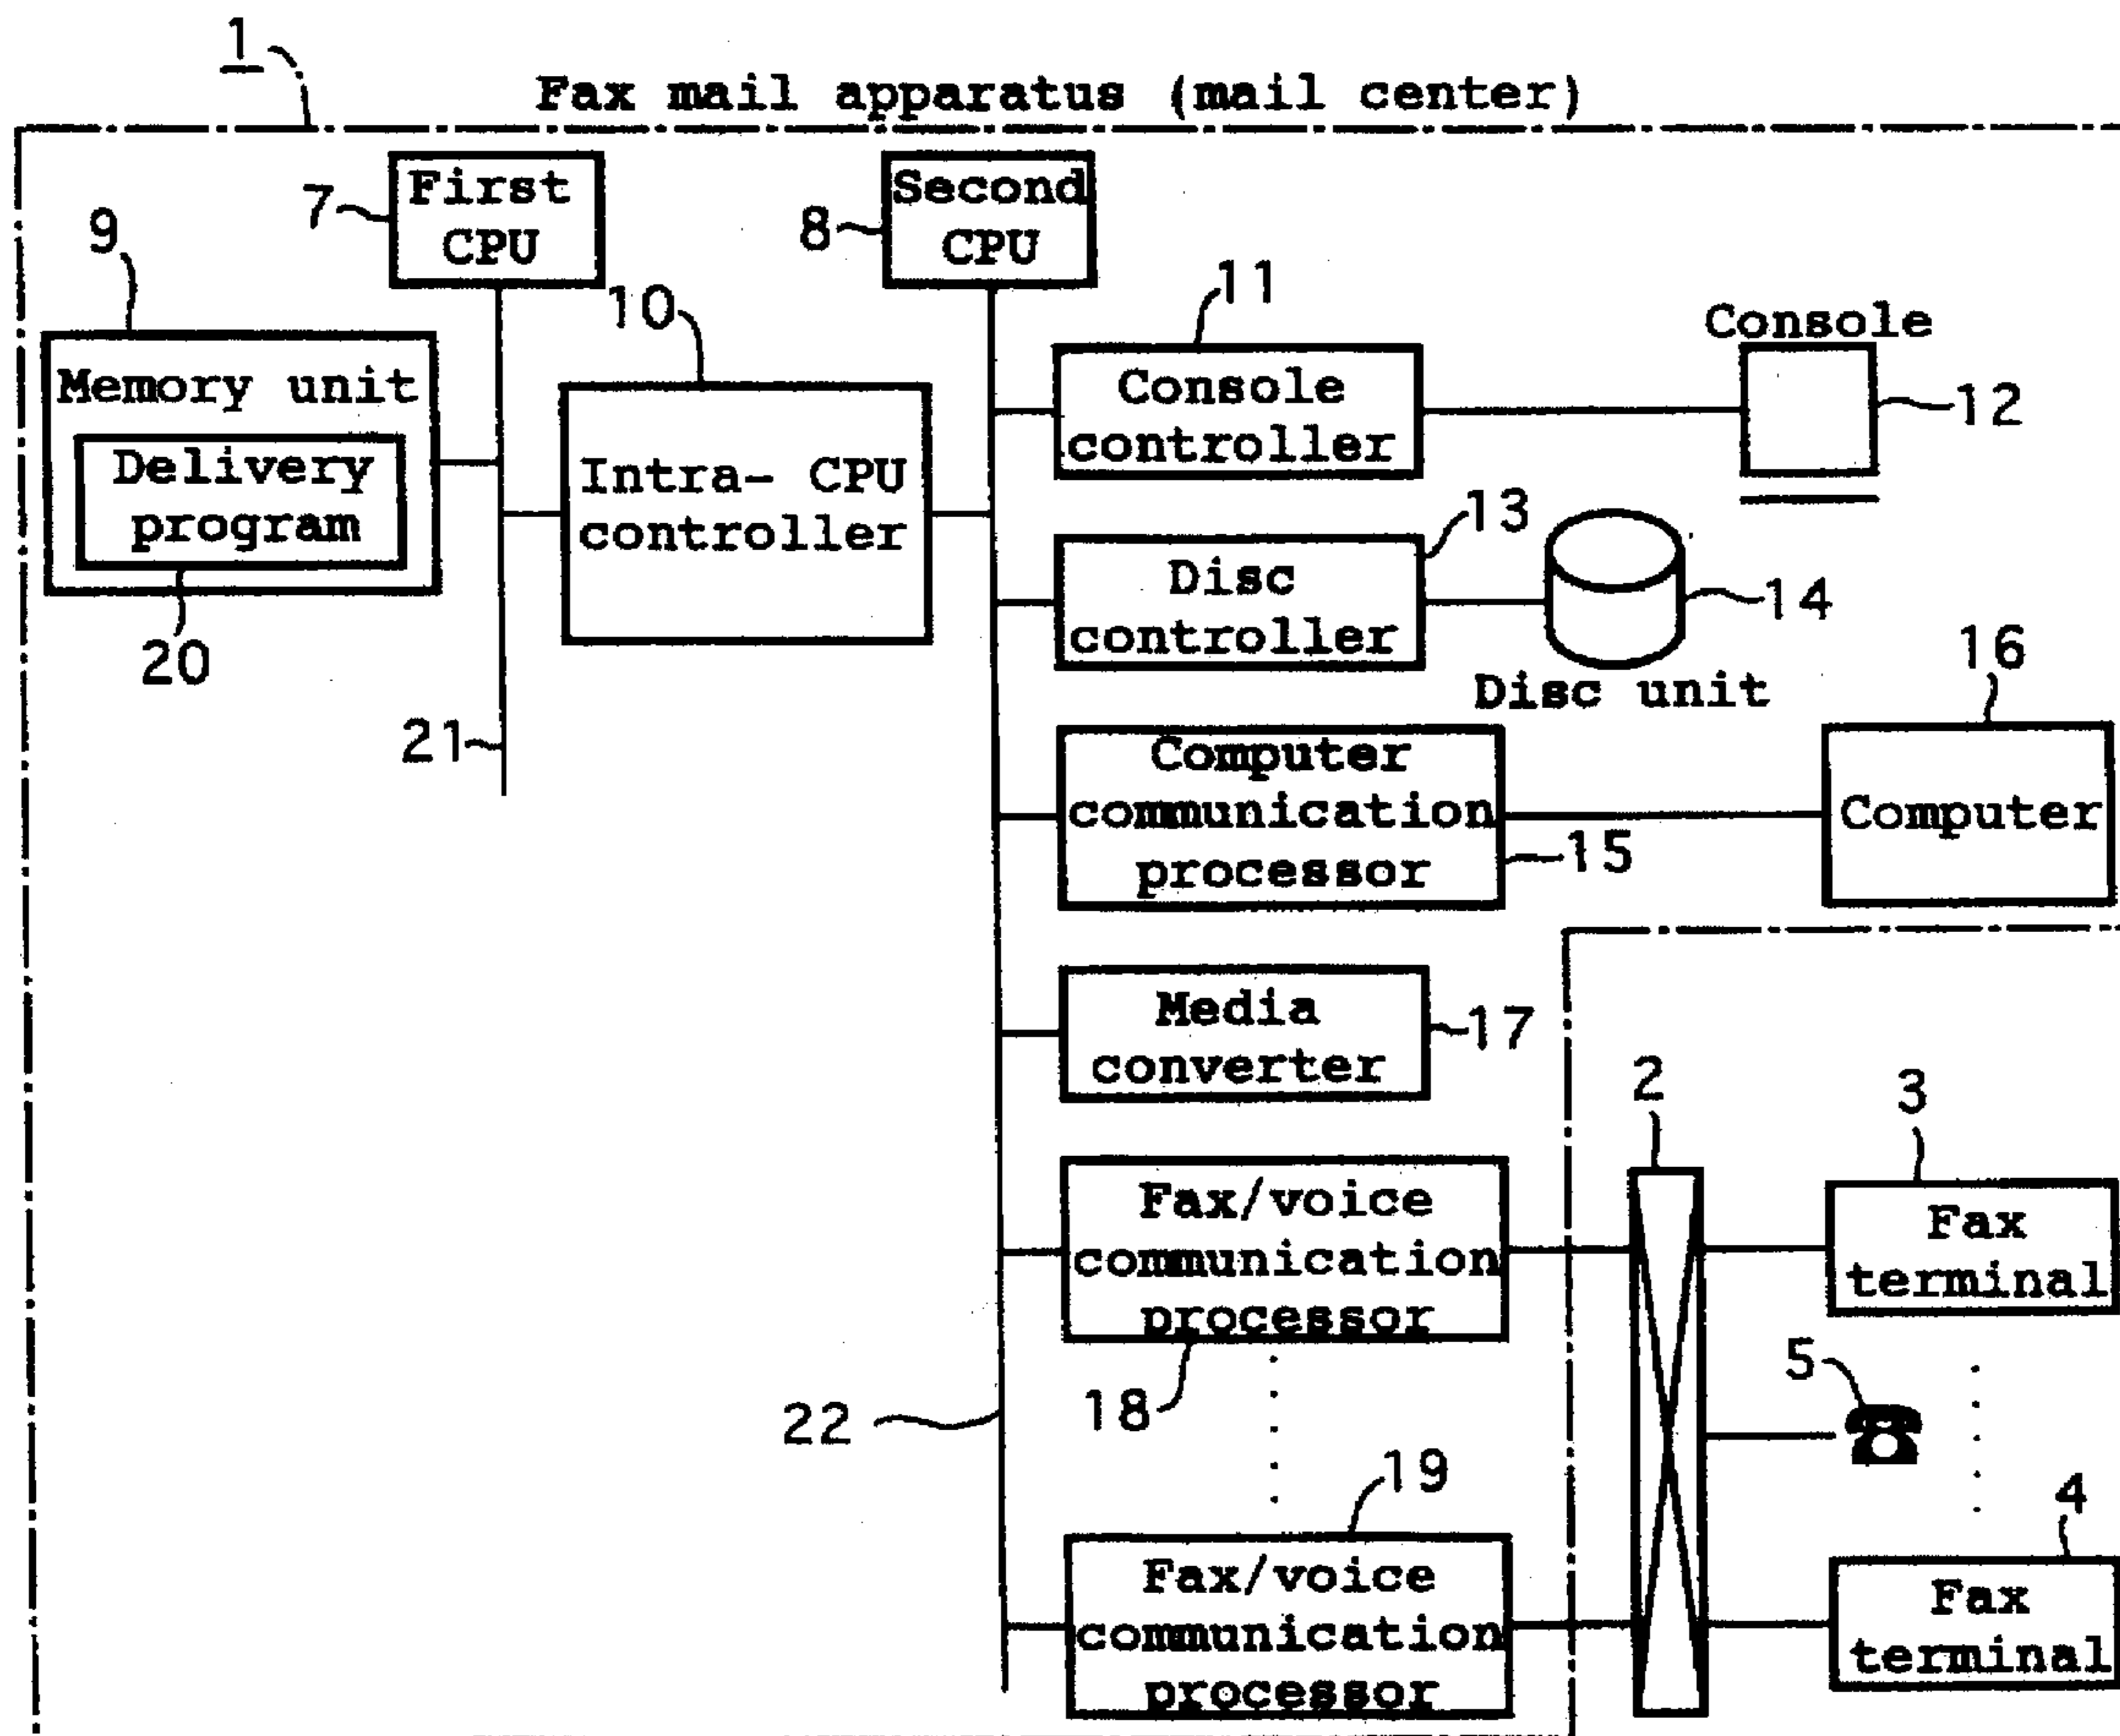 1
Fax mail apparatus (mail center)
7
First
CPU
8
Second
CPU
9
Memory unit
Delivery
program
20
10
Intra- CPU
controller
21
11
Console
controller
Console
12
13
Disc
controller
14
Disc unit
Computer
communication
processor
15
16
Computer
Media
converter
17
Fax/voice
communication
processor
18
22
19
Fax/voice
communication
processor
2
3
Fax
terminal
5
4
Fax
terminal